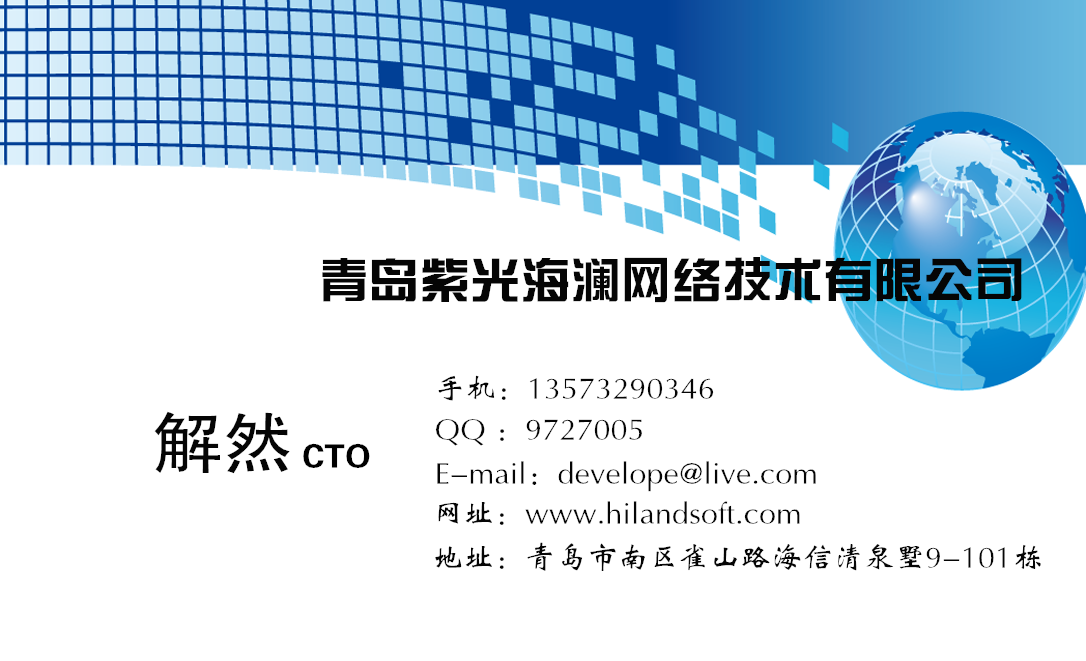 青岛紫光海澜网络技术有限公司
解然 CTO
手机：13573290346
QQ：9727005
E-mail：develope@live.com
网址：www.hilandsoft.com
地址：青岛市南区雀山路海信清泉墅9-101栋